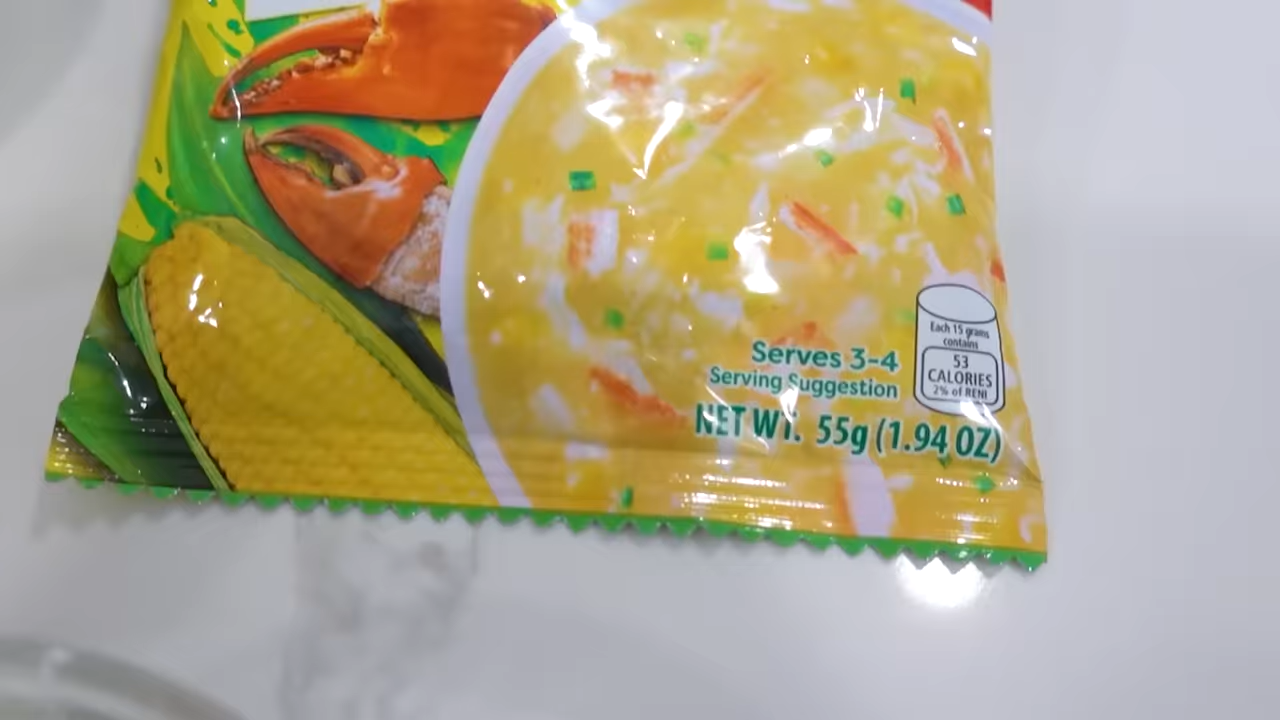 Each 15 grams
contains
53
CALORIES
2% of RENI
Serves 3-4
Serving Suggestion
NET WT. 55g (1.94 OZ)